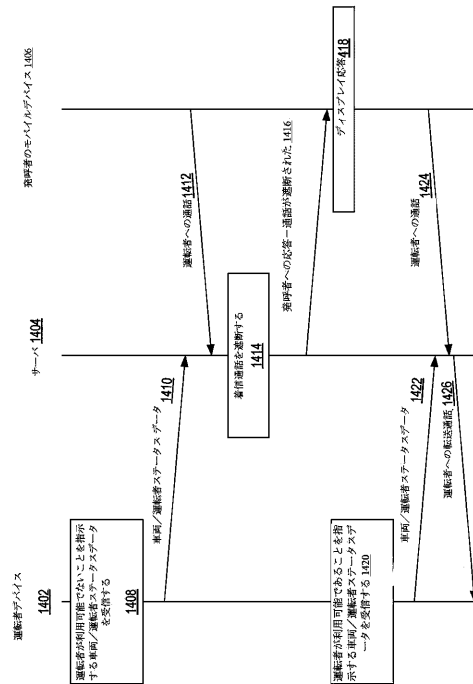 運転者デバイス
1402
サーバ 1404
発呼者のモバイルデバイス 1406
運転者が利用可能でないことを指示
する車両/運転者ステータスデータ
を受信する
1408
車両/運転者ステータスデータ
1410
運転者への通話
1412
着信通話を遮断する
1414
発呼者への応答ー通話が遮断された 1416
ディスプレイ応答 418
運転者が利用可能であることを指
示する車両/運転者ステータスデ
ータを受信する 1420
車両/運転者ステータスデータ
1422
運転者への通話
1424
運転者への転送通話
1426